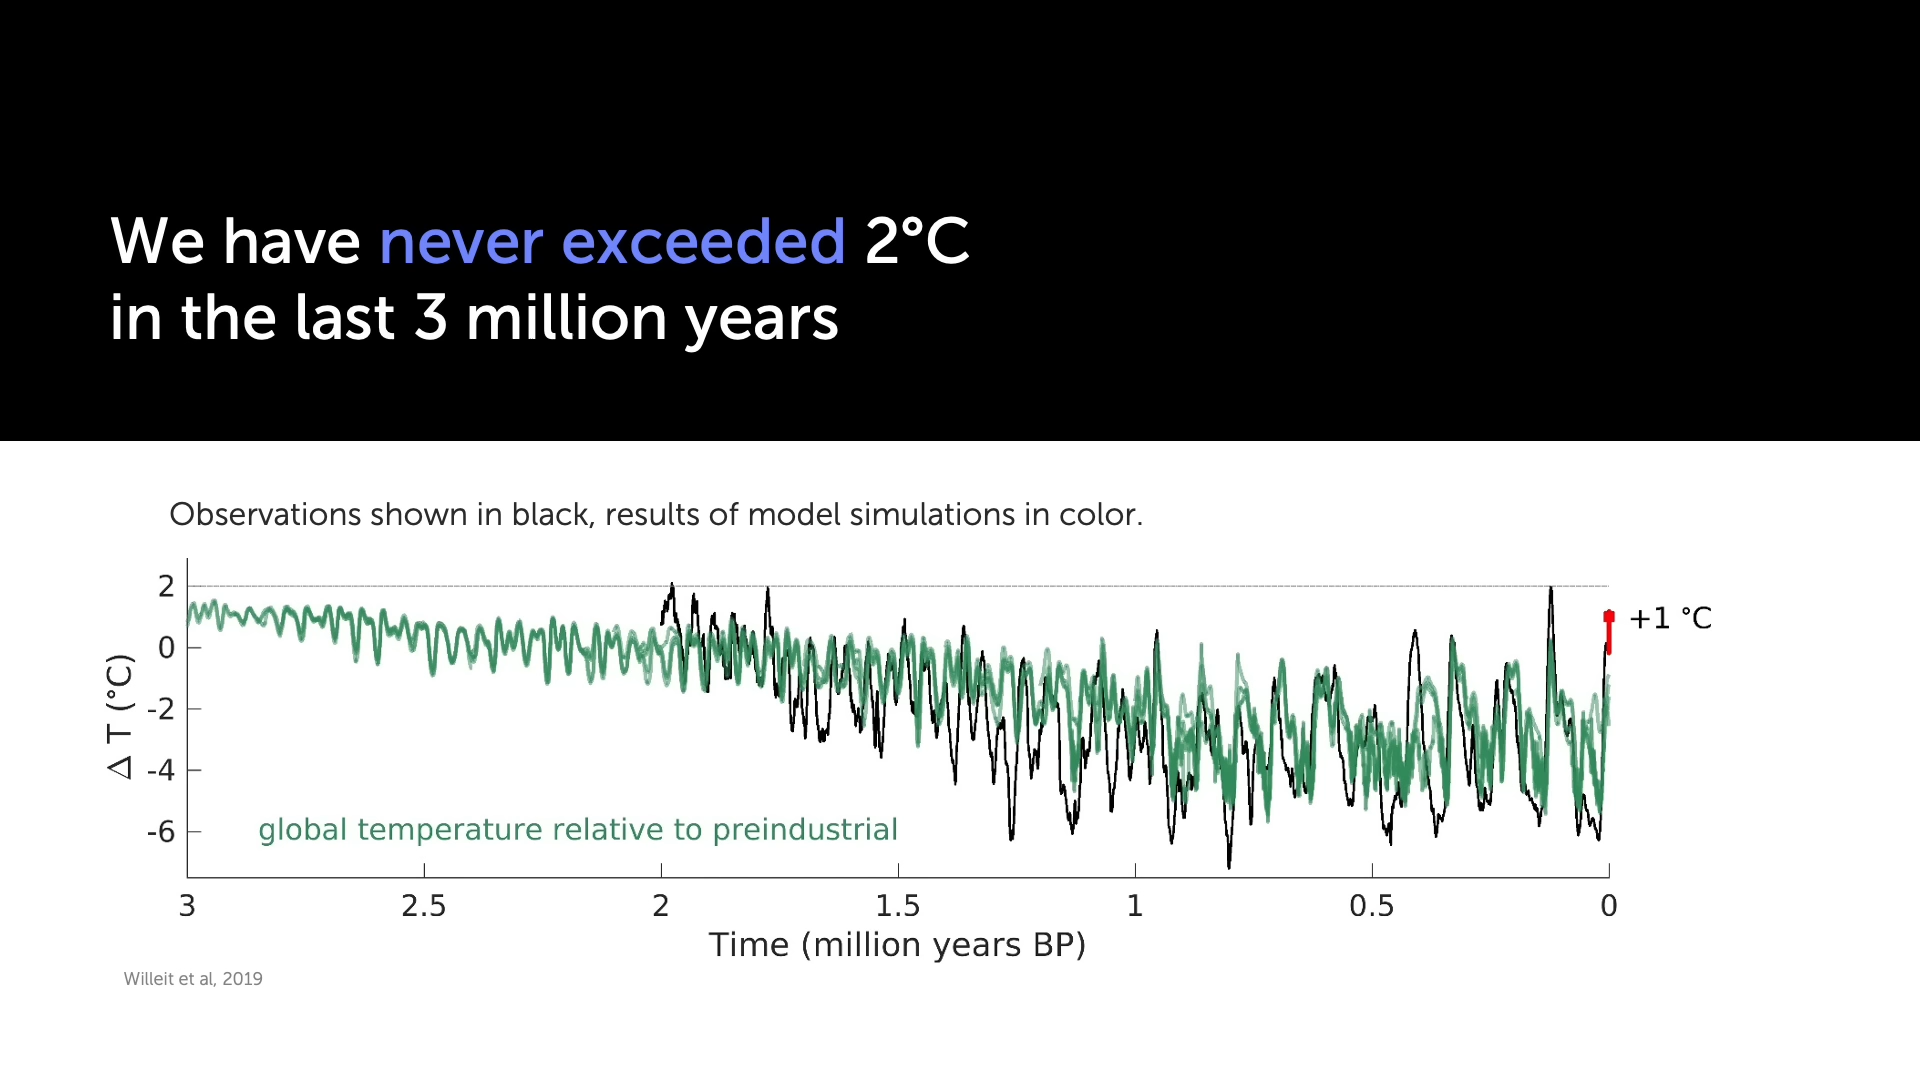 We have never exceeded 2°C
in the last 3 million years
Observations shown in black, results of model simulations in color.
2
0
-2
-4
-6
Δ T (°C)
+1 °C
global temperature relative to preindustrial
3 2.5 2 1.5 1 0.5 0
Time (million years BP)
Willeit et al, 2019